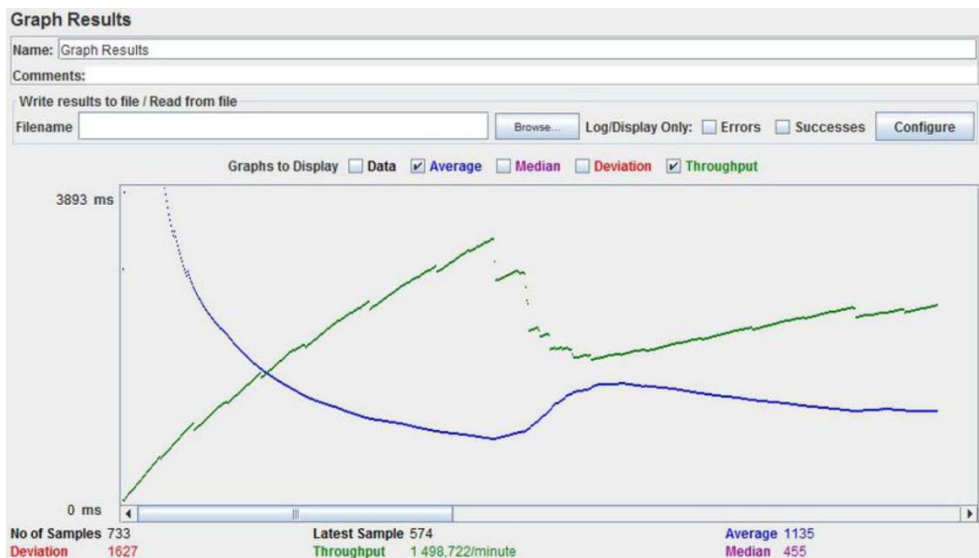 Graph Results
Name: Graph Results
Comments:
Write results to file / Read from file
Filename Browse... Log/Display Only: Errors Successes Configure
Graphs to Display Data Average Median Deviation Throughput
3893 ms
0 ms
No of Samples 733 Latest Sample 574 Average 1135
Deviation 1627 Throughput 1 498,722/minute Median 455